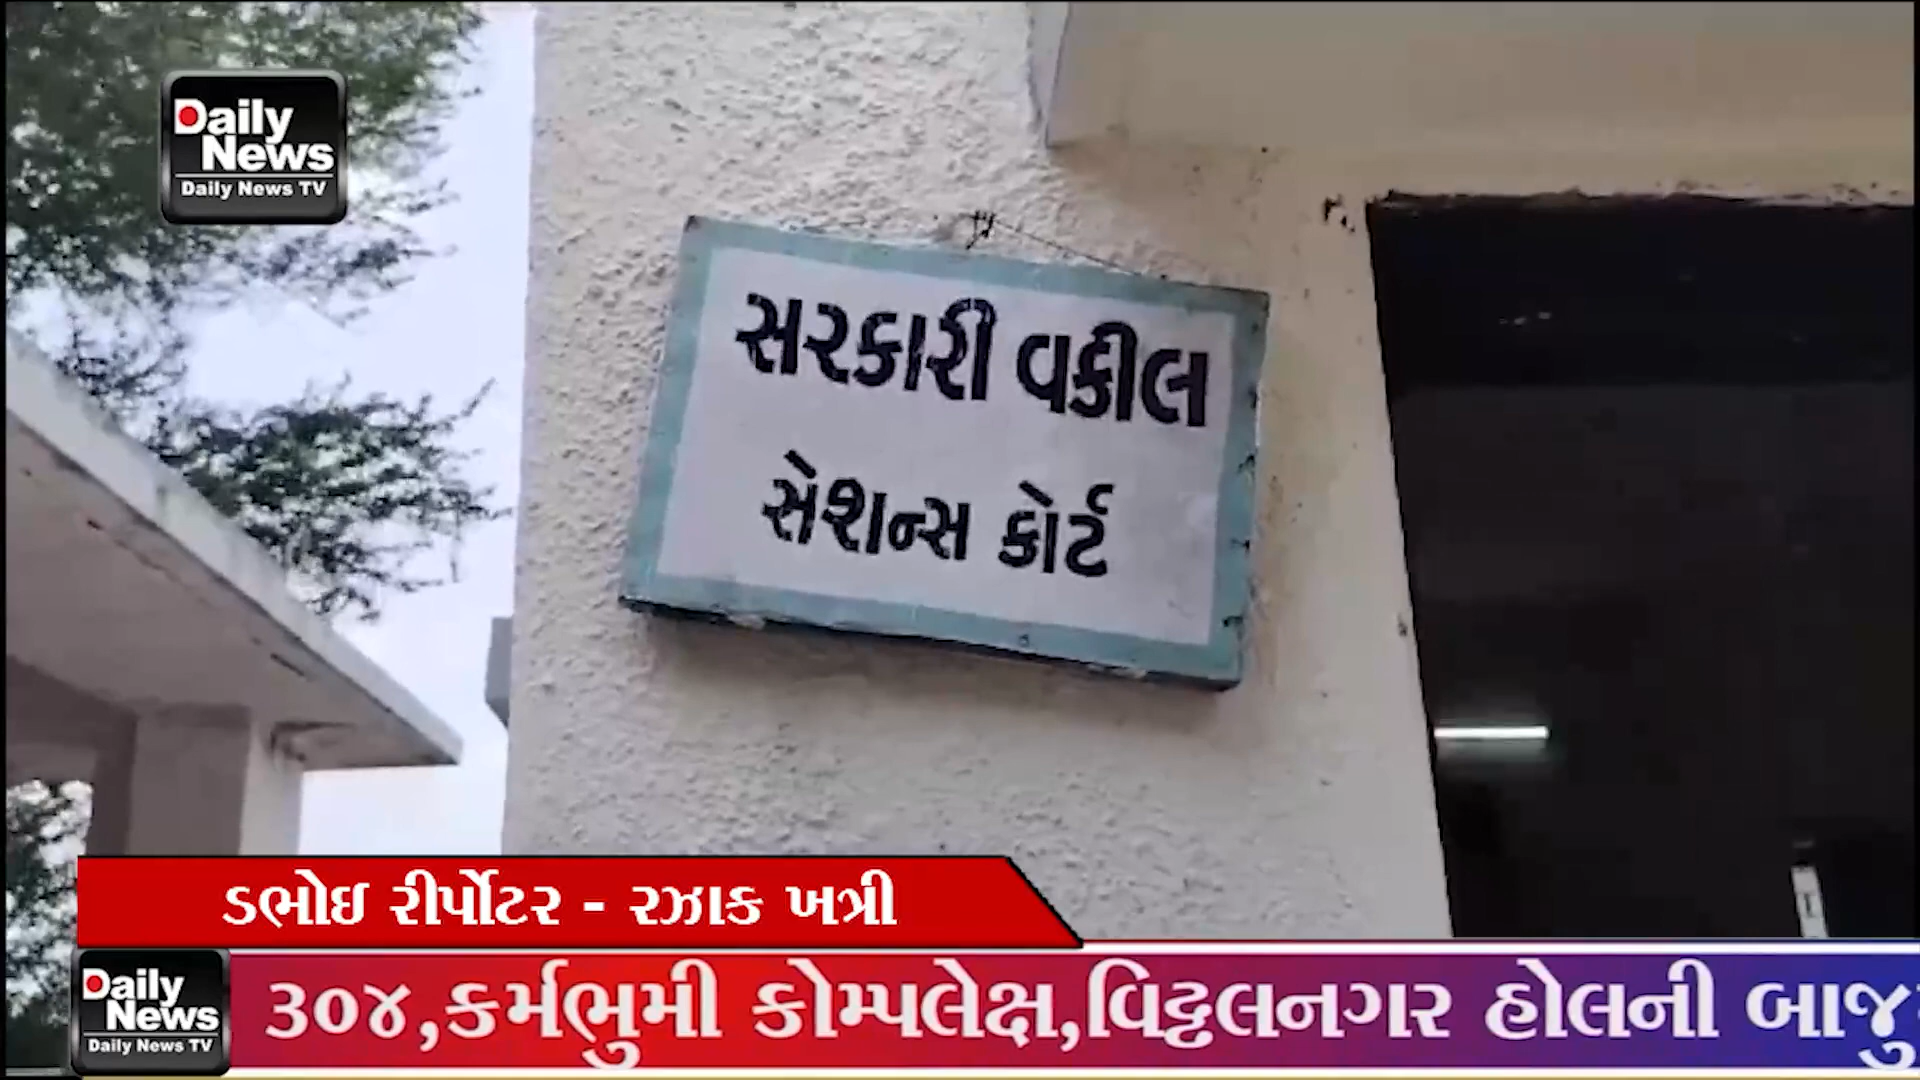 Daily
News
Daily News TV
સરકારી વકીલ
સેશન્સ કોર્ટ
ડભોઇ રીર્પોટર - રઝાક ખત્રી
Daily
News
Daily News TV
૩૦૪,કર્મભુમી કોમ્પલેક્ષ,વિટ્ઠલનગર હોલની બાજુ